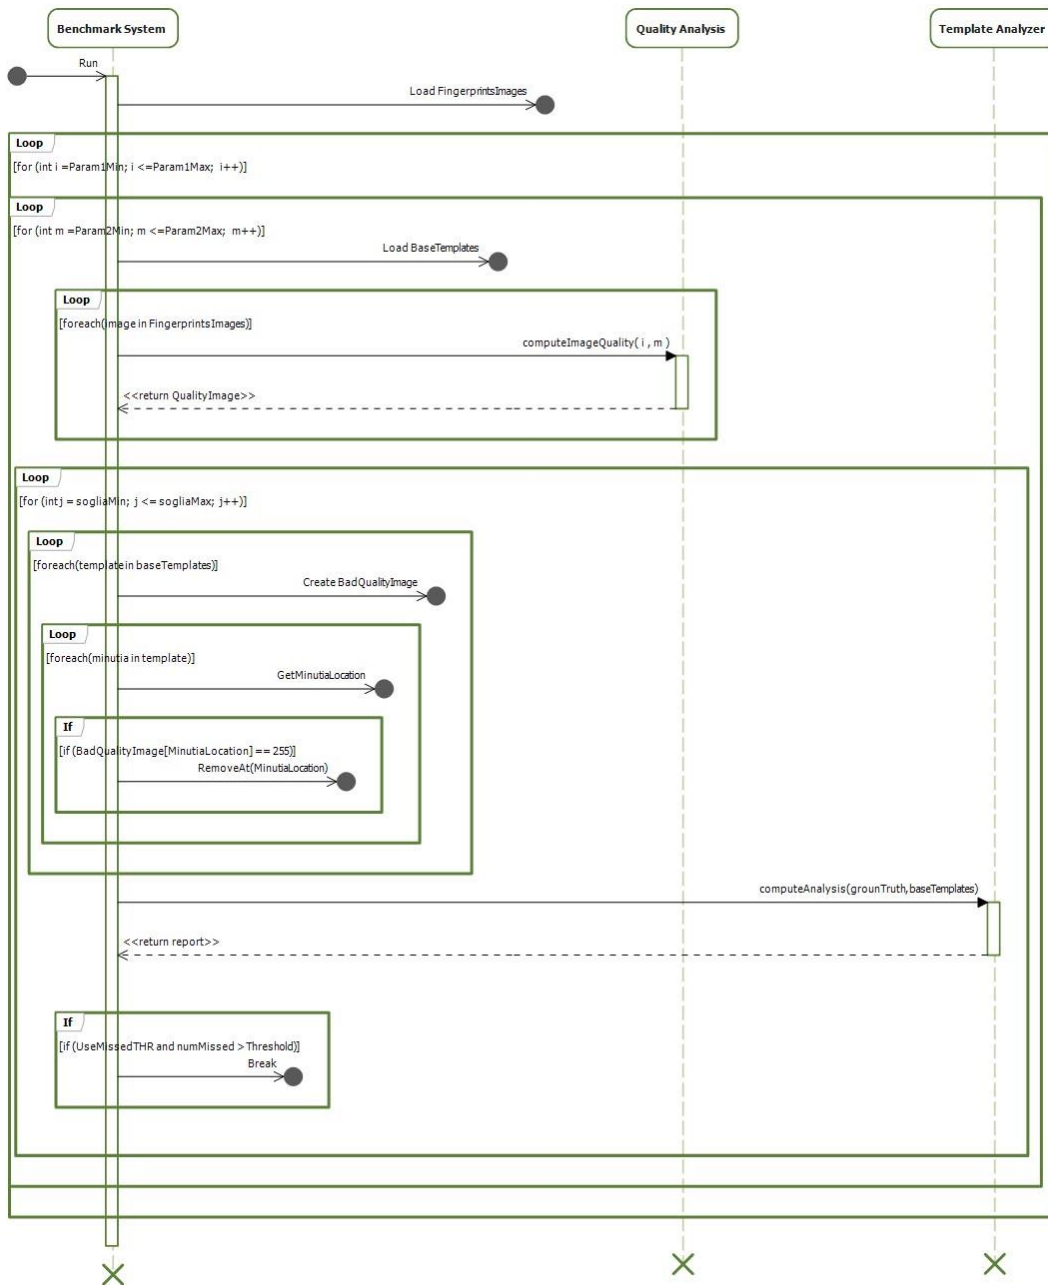 Benchmark System
Quality Analysis
Template Analyzer
Run
Load FingerprintsImages
Loop
[for (int i =Param1Min; i <=Param1Max; i++)]
Loop
[for (int m =Param2Min; m <=Param2Max; m++)]
Load BaseTemplates
Loop
[foreach(image in FingerprintsImages)]
computeImageQuality( i , m )
<<return QualityImage>>
Loop
[for (int j = sogliaMin; j <= sogliaMax; j++)]
Loop
[foreach(template in baseTemplates)]
Create BadQualityImage
Loop
[foreach(minutia in template)]
GetMinutiaLocation
If
[if (BadQualityImage[MinutiaLocation] == 255)]
RemoveAt(MinutiaLocation)
computeAnalysis(grounTruth,baseTemplates)
<<return report>>
If
[if (UseMissedTHR and numMissed > Threshold)]
Break